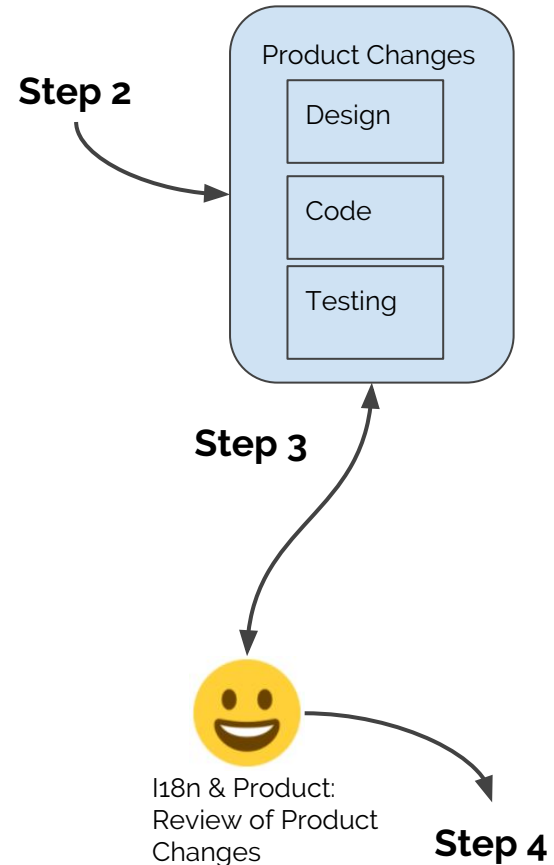 Product Changes
Step 2
Design
Code
Testing
Step 3
I18n & Product:
Review of Product
Changes
Step 4